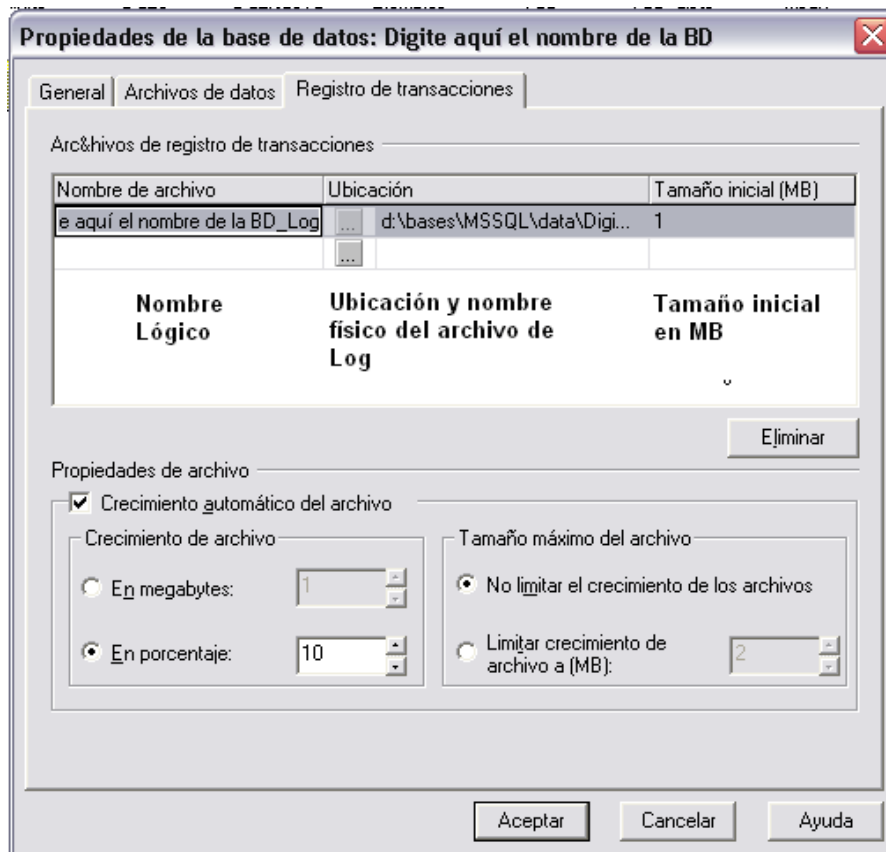 Propiedades de la base de datos: Digite aquí el nombre de la BD
General Archivos de datos Registro de transacciones
Arc&hivos de registro de transacciones
Nombre de archivo Ubicación Tamaño inicial (MB)
e aquí el nombre de la BD_Log ... d:\bases\MSSQL\data\Digi... 1
...
Nombre Ubicación y nombre Tamaño inicial
Lógico físico del archivo de en MB
Log
Eliminar
Propiedades de archivo
Crecimiento automático del archivo
Crecimiento de archivo Tamaño máximo del archivo
En megabytes: 1 No limitar el crecimiento de los archivos
En porcentaje: 10 Limitar crecimiento de
archivo a (MB): 2
Aceptar Cancelar Ayuda